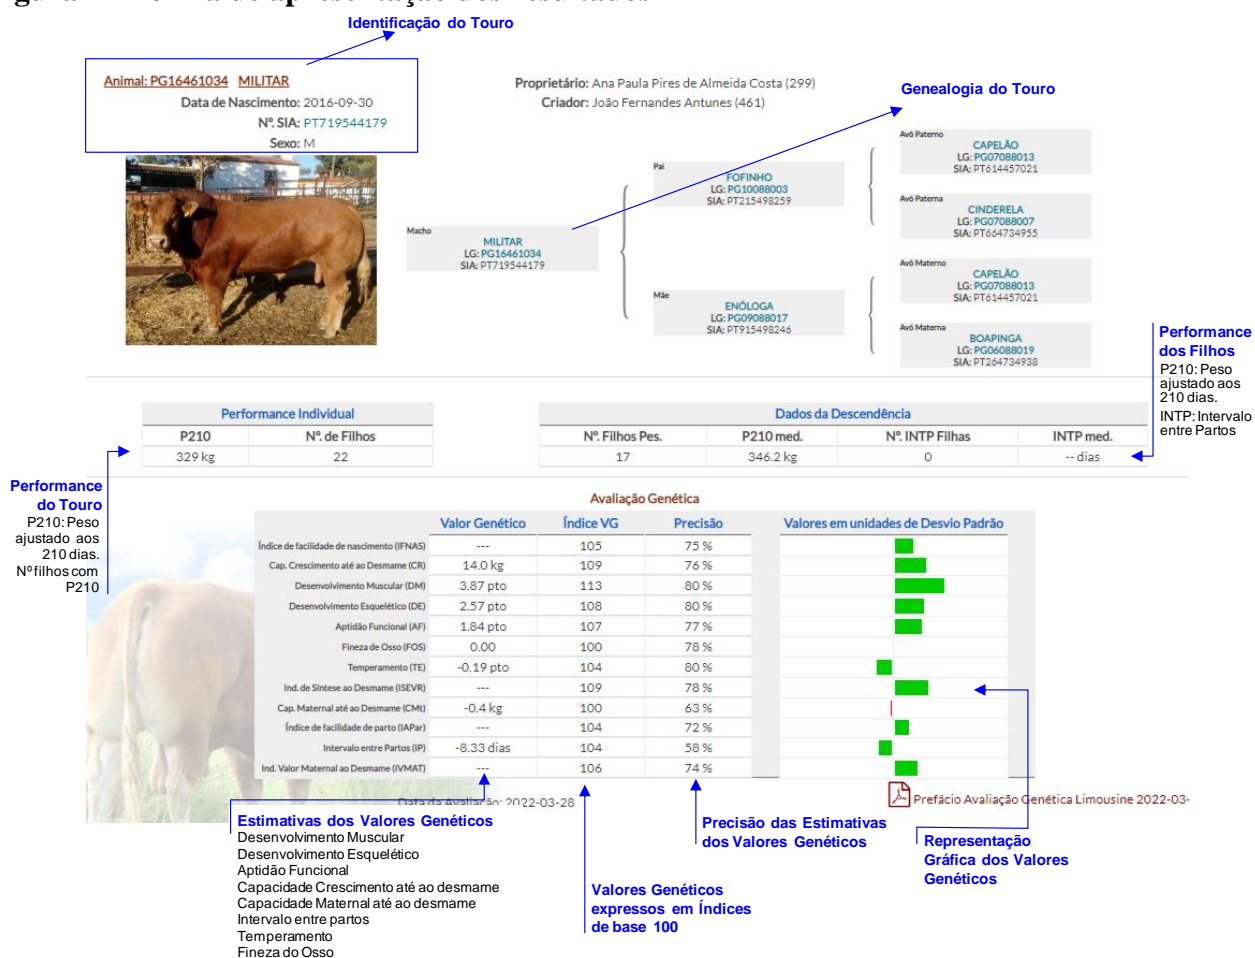 Identificação do Touro
Animal: PG16461034 MILITAR
Data de Nascimento: 2016-09-30
Nº. SIA: PT719544179
Sexo: M
Proprietário: Ana Paula Pires de Almeida Costa (299)
Criador: João Fernandes Antunes (461)
Genealogia do Touro
Macho
MILITAR
LG: PG16461034
SIA: PT719544179
Pai
FOFINHO
LG: PG10088003
SIA: PT215498259
Mãe
ENÓLOGA
LG: PG09088017
SIA: PT915498246
Avô Paterno
CAPELÃO
LG: PG07088013
SIA: PT614457021
Avó Paterna
CINDERELA
LG: PG07088007
SIA: PT664734955
Avô Materno
CAPELÃO
LG: PG07088013
SIA: PT614457021
Avó Materna
BOAPINGA
LG: PG06088019
SIA: PT264734938
Performance
dos Filhos
P210: Peso
ajustado aos
210 dias.
INTP: Intervalo
entre Partos
Performance Individual
P210 Nº. de Filhos
329 kg 22
Dados da Descendência
Nº. Filhos Pes. P210 med. Nº. INTP Filhas INTP med.
17 346.2 kg 0 -- dias
Performance
do Touro
P210: Peso
ajustado aos
210 dias.
Nº filhos com
P210
Avaliação Genética
Valor Genético Índice VG Precisão Valores em unidades de Desvio Padrão
Índice de facilidade de nascimento (IFNAS) --- 105 75 %
Cap. Crescimento até ao Desmame (CR) 14.0 kg 109 76 %
Desenvolvimento Muscular (DM) 3.87 pto 113 80 %
Desenvolvimento Esquelético (DE) 2.57 pto 108 80 %
Aptidão Funcional (AF) 1.84 pto 107 77 %
Fineza de Osso (FOS) 0.00 100 78 %
Temperamento (TE) -0.19 pto 104 80 %
Ind. de Síntese ao Desmame (ISEVR) --- 109 78 %
Cap. Maternal até ao Desmame (CMt) -0.4 kg 100 63 %
Índice de facilidade de parto (IAPar) --- 104 72 %
Intervalo entre Partos (IP) -8.33 dias 104 58 %
Ind. Valor Maternal ao Desmame (IVMAT) --- 106 74 %
Data da Avaliação: 2022-03-28
Prefácio Avaliação Genética Limousine 2022-03-
Estimativas dos Valores Genéticos
Desenvolvimento Muscular
Desenvolvimento Esquelético
Aptidão Funcional
Capacidade Crescimento até ao desmame
Capacidade Maternal até ao desmame
Intervalo entre partos
Temperamento
Fineza do Osso
Valores Genéticos
expressos em Índices
de base 100
Precisão das Estimativas
dos Valores Genéticos
Representação
Gráfica dos Valores
Genéticos